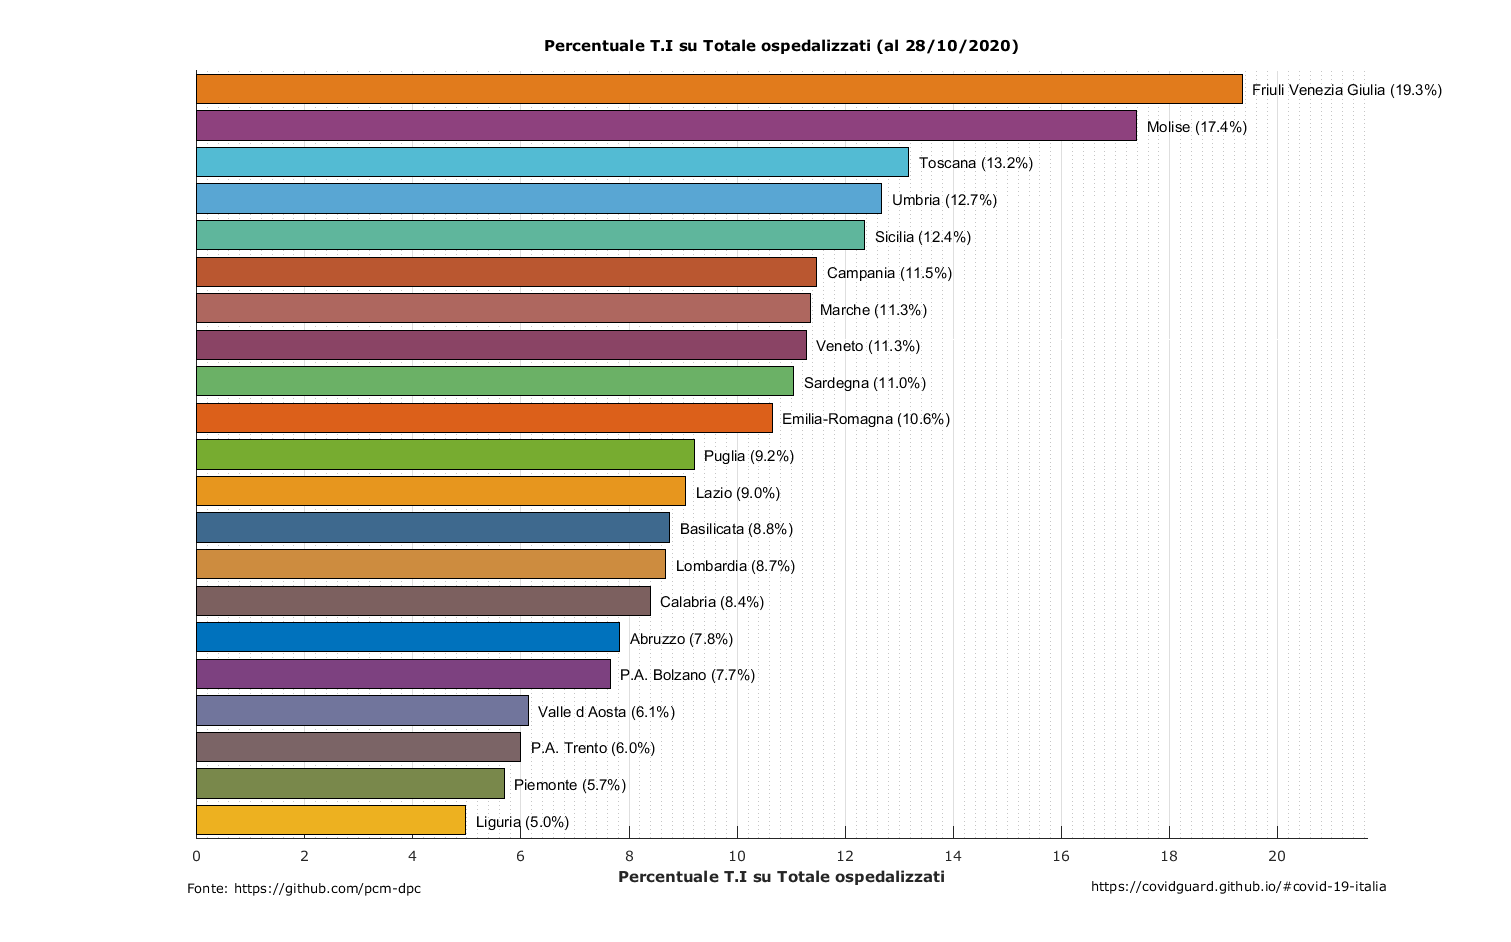 Percentuale T.I su Totale ospedalizzati (al 28/10/2020)
Friuli Venezia Giulia (19.3%)
Molise (17.4%)
Toscana (13.2%)
Umbria (12.7%)
Sicilia (12.4%)
Campania (11.5%)
Marche (11.3%)
Veneto (11.3%)
Sardegna (11.0%)
Emilia-Romagna (10.6%)
Puglia (9.2%)
Lazio (9.0%)
Basilicata (8.8%)
Lombardia (8.7%)
Calabria (8.4%)
Abruzzo (7.8%)
P.A. Bolzano (7.7%)
Valle d Aosta (6.1%)
P.A. Trento (6.0%)
Piemonte (5.7%)
Liguria (5.0%)
0 2 4 6 8 10 12 14 16 18 20
Percentuale T.I su Totale ospedalizzati
Fonte: https://github.com/pcm-dpc
https://covidguard.github.io/#covid-19-italia